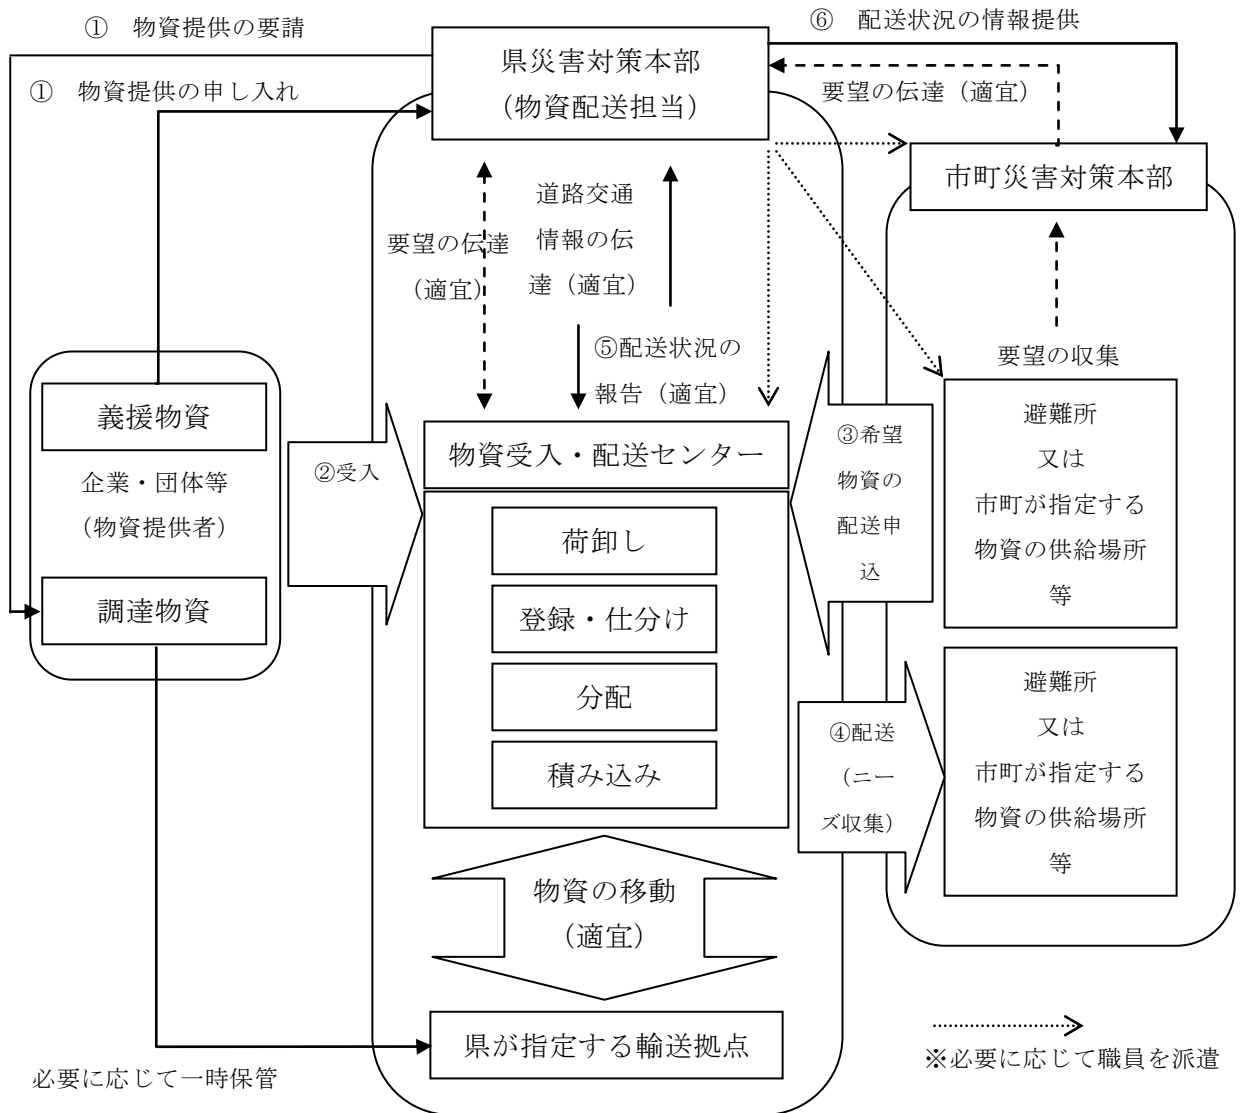 ①　物資提供の要請
⑥　配送状況の情報提供
県災害対策本部
（物資配送担当）
①　物資提供の申し入れ
要望の伝達（適宜）
市町災害対策本部
道路交通
情報の伝
達（適宜）
要望の伝達
（適宜）
⑤配送状況の
報告（適宜）
要望の収集
義援物資
企業・団体等
（物資提供者）
調達物資
②受入
物資受入・配送センター
荷卸し
登録・仕分け
分配
積み込み
③希望
物資の
配送申
込
避難所
又は
市町が指定する
物資の供給場所
等
④配送
（ニー
ズ収集）
避難所
又は
市町が指定する
物資の供給場所
等
物資の移動
（適宜）
県が指定する輸送拠点
必要に応じて一時保管
※必要に応じて職員を派遣